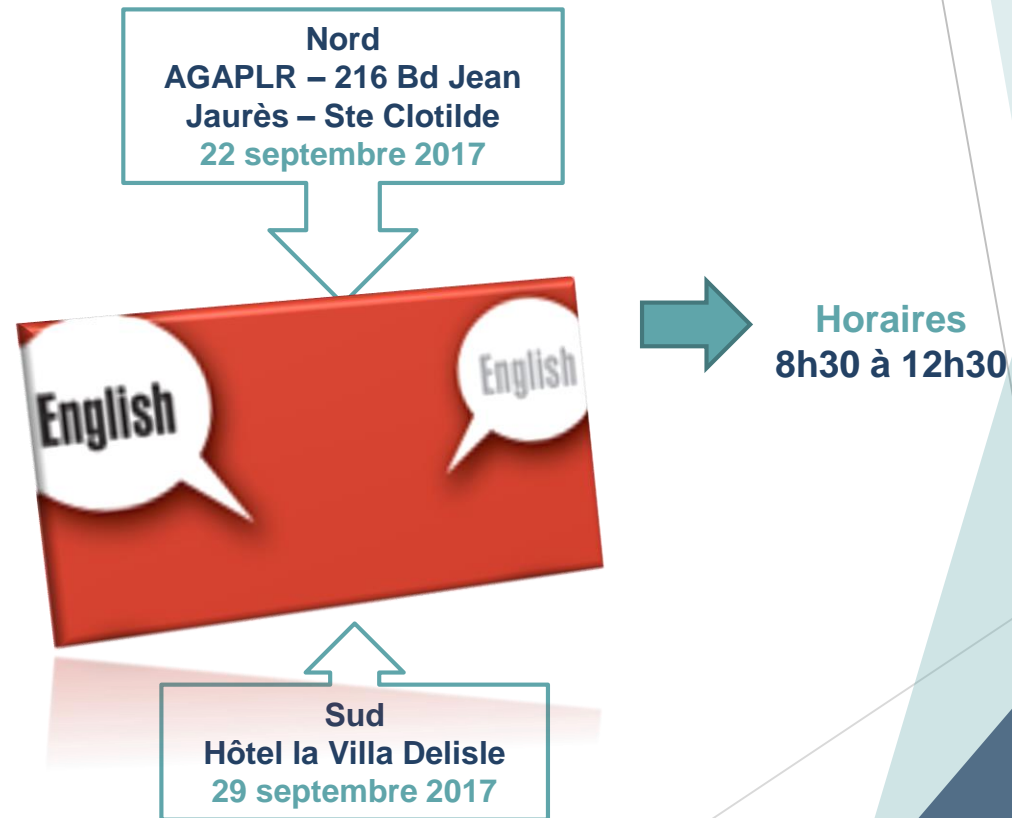 Nord
AGAPLR – 216 Bd Jean
Jaurès – Ste Clotilde
22 septembre 2017
English
English
Horaires
8h30 à 12h30
Sud
Hôtel la Villa Delisle
29 septembre 2017